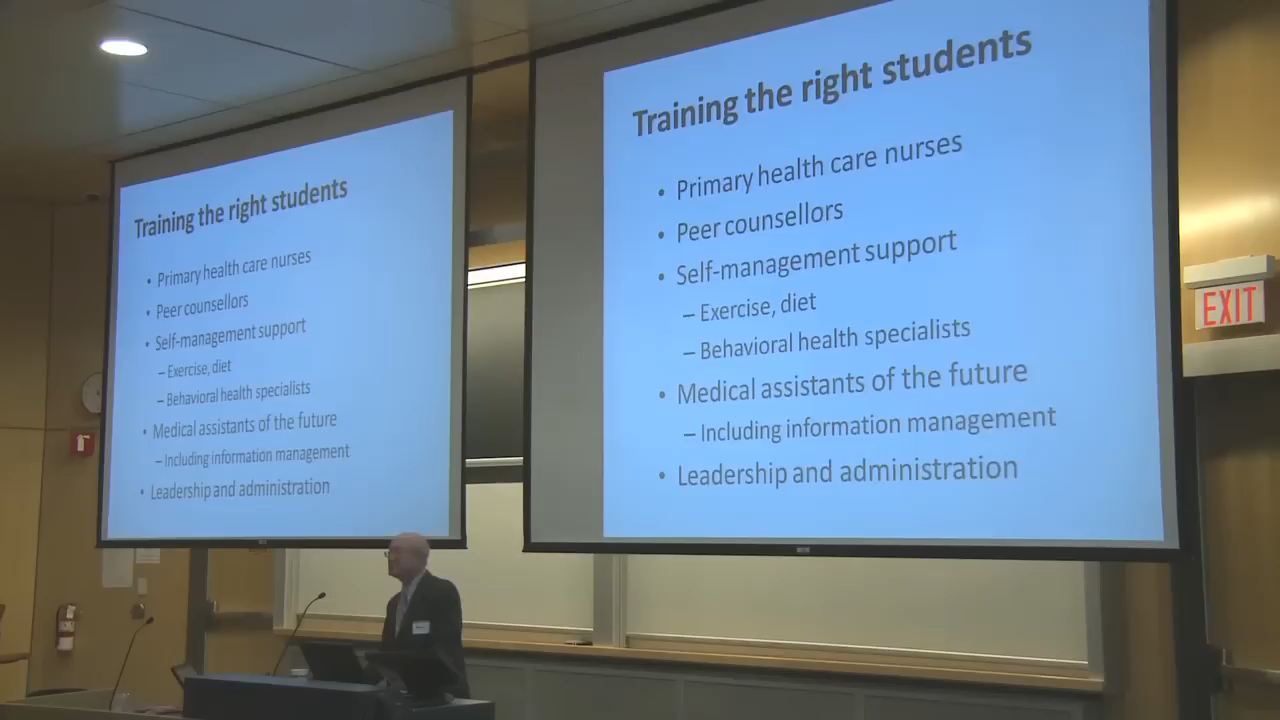 Training the right students
• Primary health care nurses
• Peer counsellors
• Self-management support
– Exercise, diet
– Behavioral health specialists
• Medical assistants of the future
– Including information management
• Leadership and administration
Training the right students
• Primary health care nurses
• Peer counsellors
• Self-management support
– Exercise, diet
– Behavioral health specialists
• Medical assistants of the future
– Including information management
• Leadership and administration
EXIT